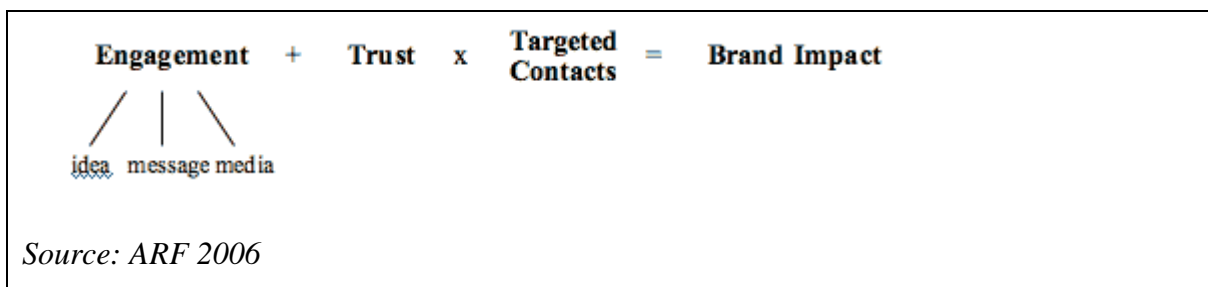 Engagement + Trust x Targeted Contacts = Brand Impact
idea message media
Source: ARF 2006